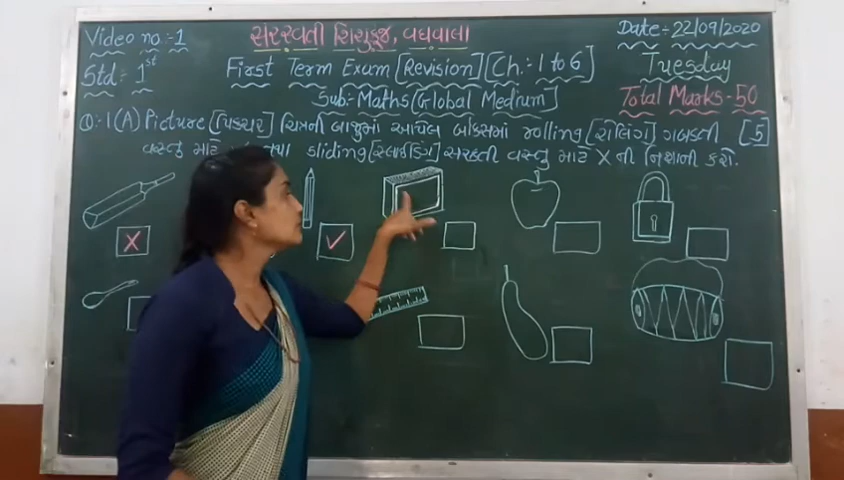 Video no. :- 1
સરસ્વતી શિશુકુંજ, વઘવાલા
Date :- 22/09/2020
Std :- 1st
First Term Exam [Revision] [Ch.: 1 to 6]
Tuesday
Sub:- Maths [Global Medium]
Total Marks - 50
Q:-1 (A) Picture [પિક્ચર] ચિત્રની બાજુમાં આપેલ બોક્સમાં rolling [રોલિંગ] ગબડતી [5]
વસ્તુ માટે sliding [સ્લાઈડિંગ] સરકતી વસ્તુ માટે X ની નિશાની કરો.